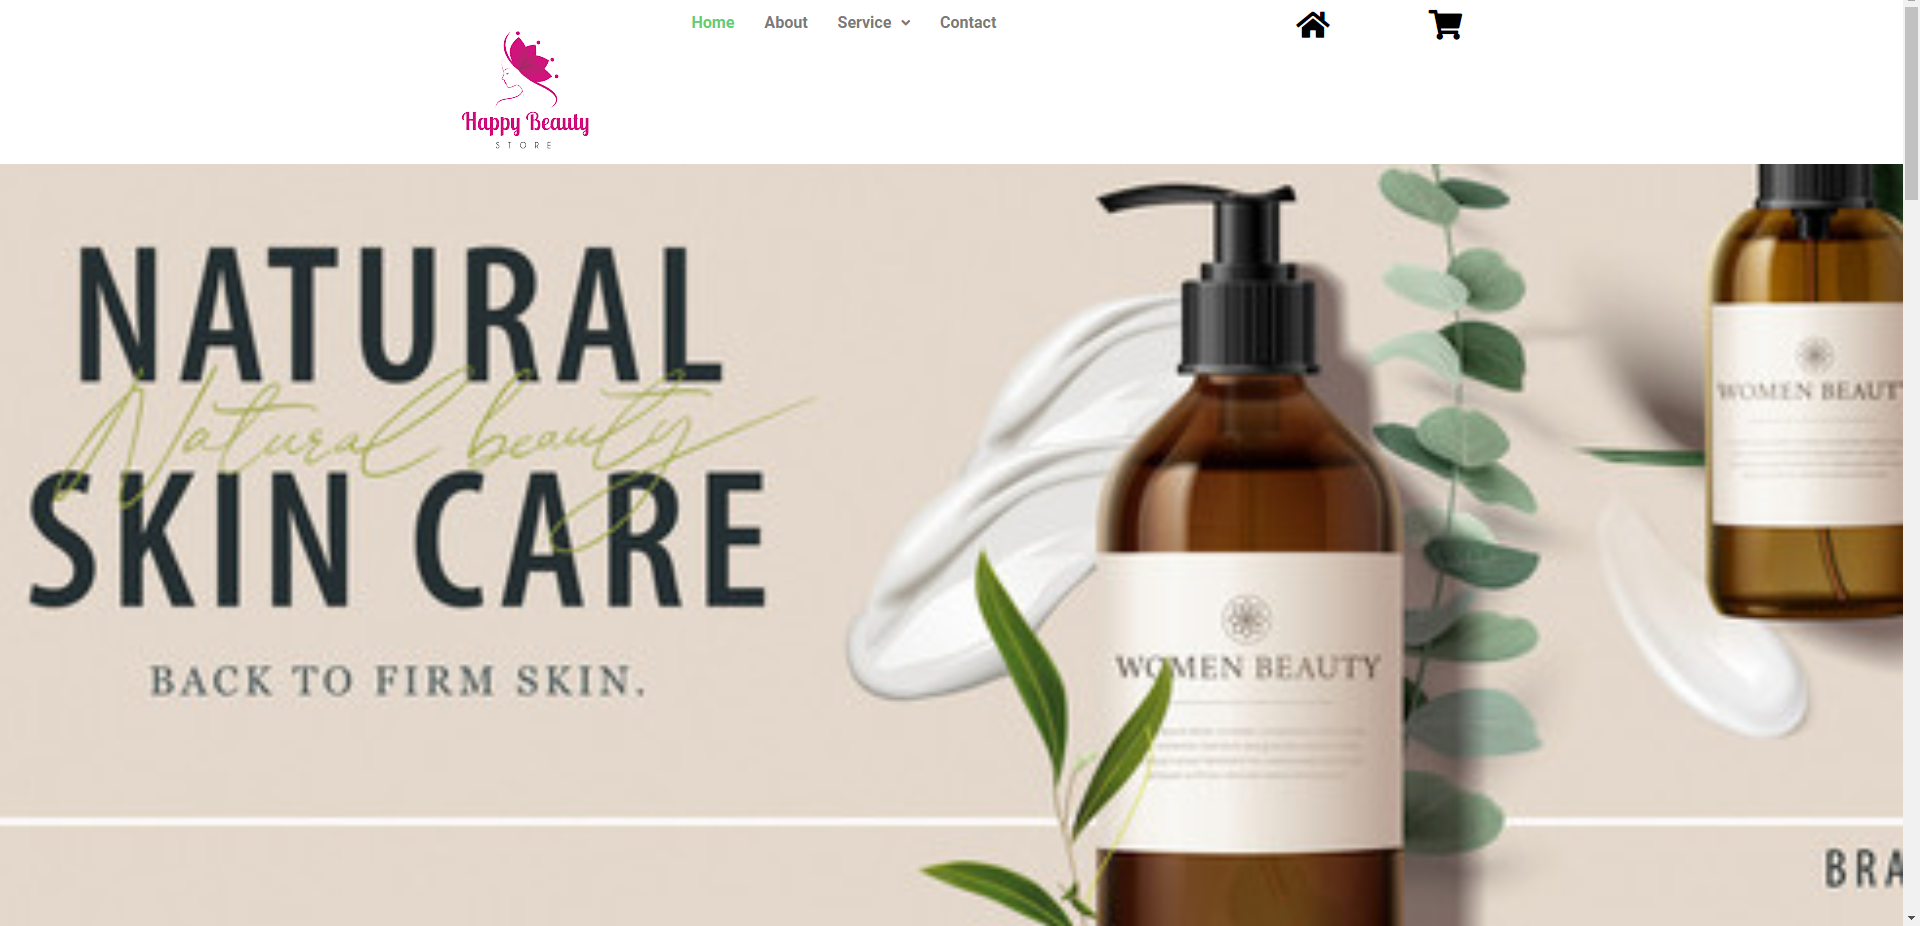 Home About Service Contact
Happy Beauty
STORE
NATURAL
Natural beauty
SKIN CARE
BACK TO FIRM SKIN.
WOMEN BEAUTY
WOMEN BEAUTY
BRA